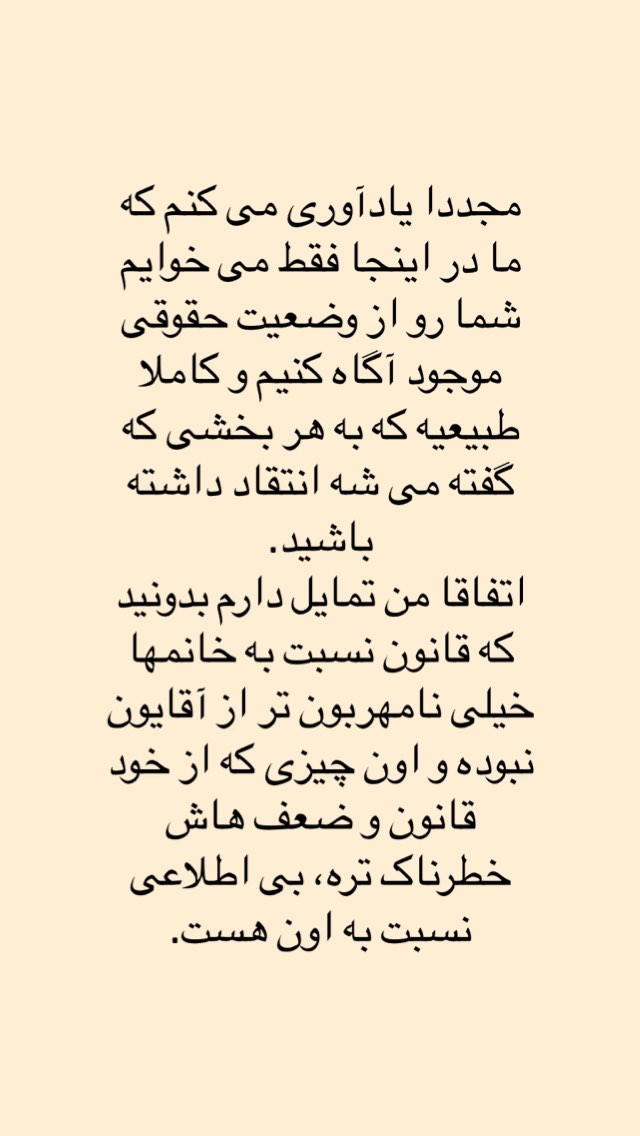 مجددا یادآوری می کنم که
ما در اینجا فقط می خوایم
شما رو از وضعیت حقوقی
موجود آگاه کنیم و کاملا
طبیعیه که به هر بخشی که
گفته می شه انتقاد داشته
باشید.
اتفاقا من تمایل دارم بدونید
که قانون نسبت به خانمها
خیلی نامهربون تر از آقایون
نبوده و اون چیزی که از خود
قانون و ضعف هاش
خطرناک تره، بی اطلاعی
نسبت به اون هست.